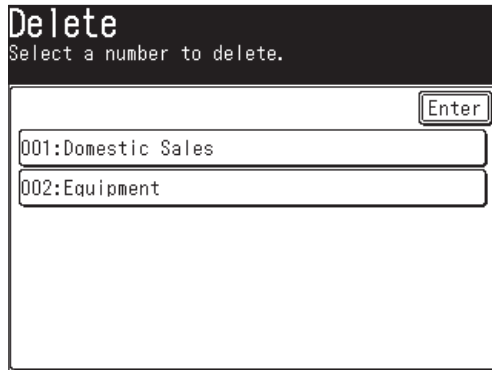 Delete
Select a number to delete.
Enter
001:Domestic Sales
002:Equipment